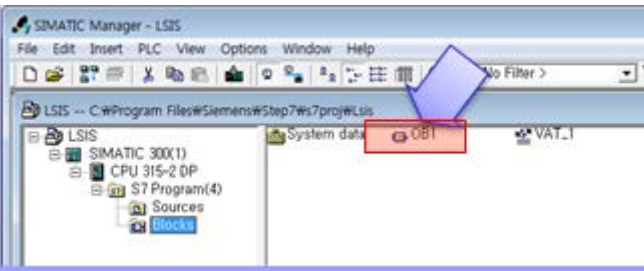 SIMATIC Manager - LSIS
File Edit Insert PLC View Options Window Help
No Filter >
LSIS -- C:₩Program Files₩Siemens₩Step7₩s7proj₩Lsis
LSIS
SIMATIC 300(1)
CPU 315-2 DP
S7 Program(4)
Sources
Blocks
System data OB1 VAT_1